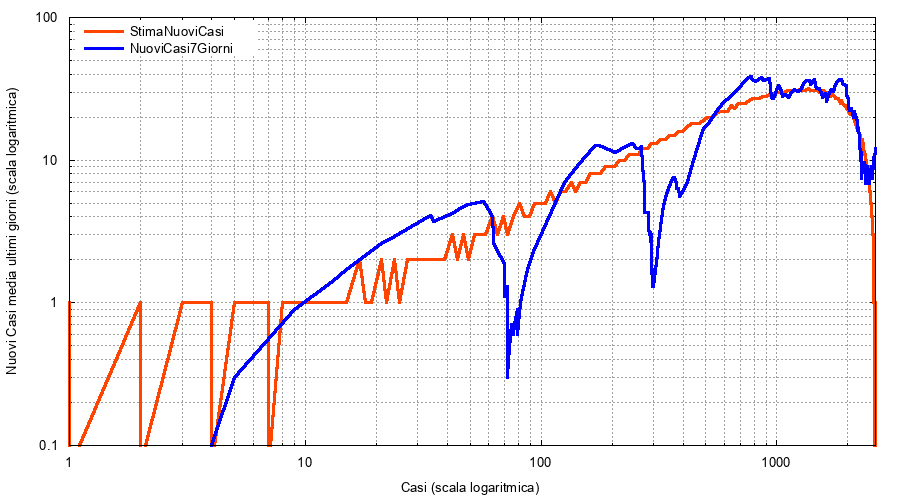 100
StimaNuoviCasi
NuoviCasi7Giorni
10
1
0.1
Nuovi Casi media ultimi giorni (scala logaritmica)
1
10
100
1000
Casi (scala logaritmica)